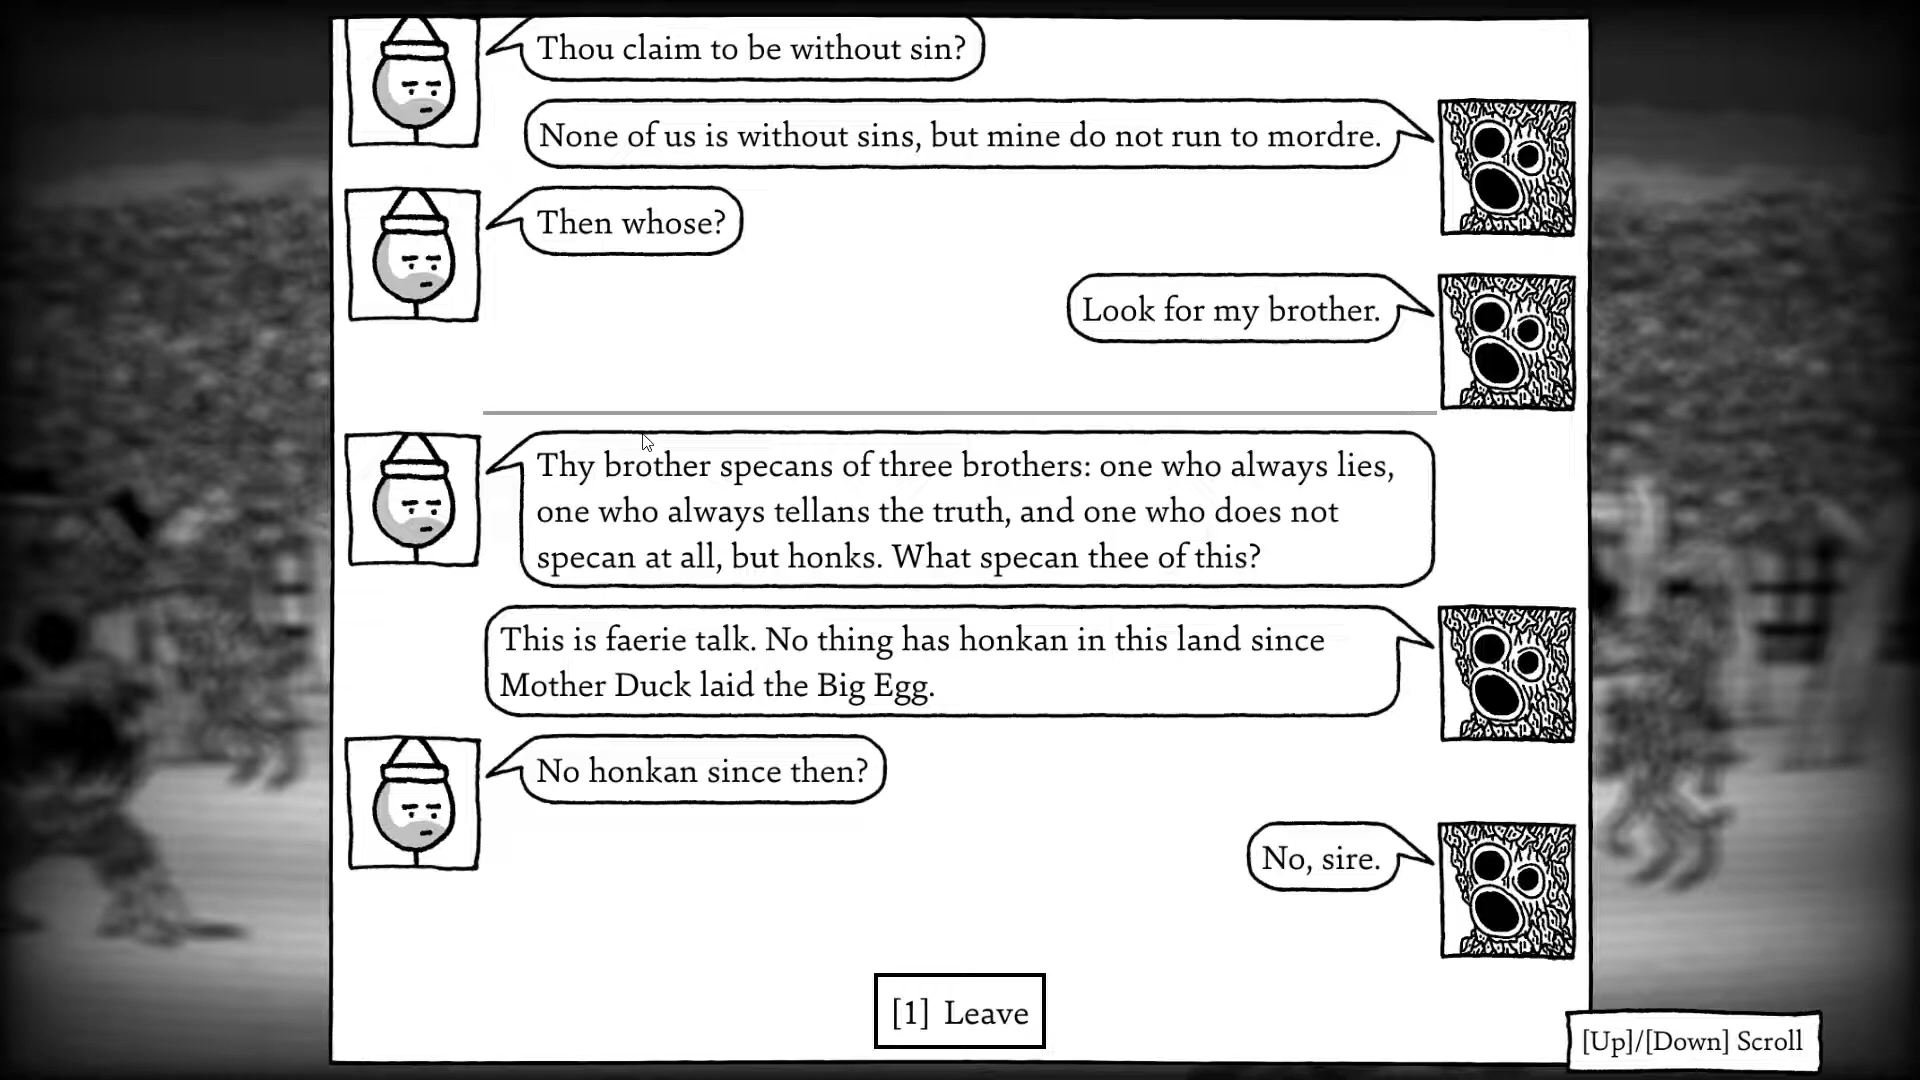 Thou claim to be without sin?
None of us is without sins, but mine do not run to mordre.
Then whose?
Look for my brother.
Thy brother specans of three brothers: one who always lies,
one who always tellans the truth, and one who does not
specan at all, but honks. What specan thee of this?
This is faerie talk. No thing has honkan in this land since
Mother Duck laid the Big Egg.
No honkan since then?
No, sire.
[1] Leave
[Up]/[Down] Scroll